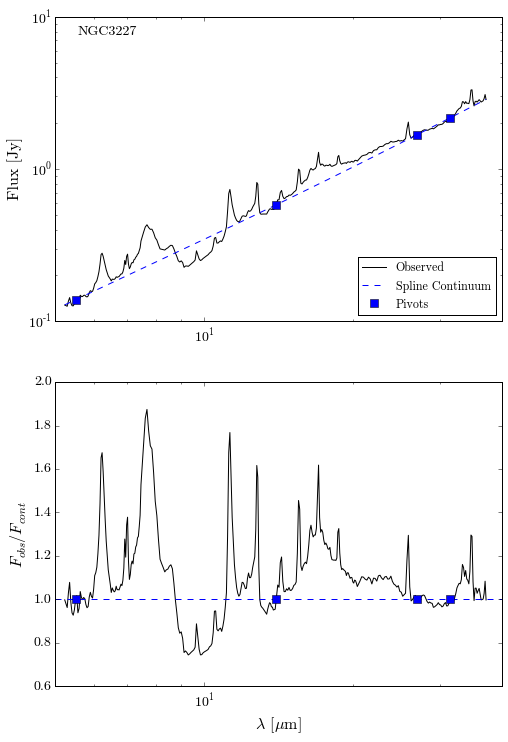 10^1
NGC3227
Flux [Jy]
10^0
Observed
Spline Continuum
Pivots
10^-1
10^1
2.0
1.8
1.6
1.4
F_obs/F_cont
1.2
1.0
0.8
0.6
10^1
λ [μm]